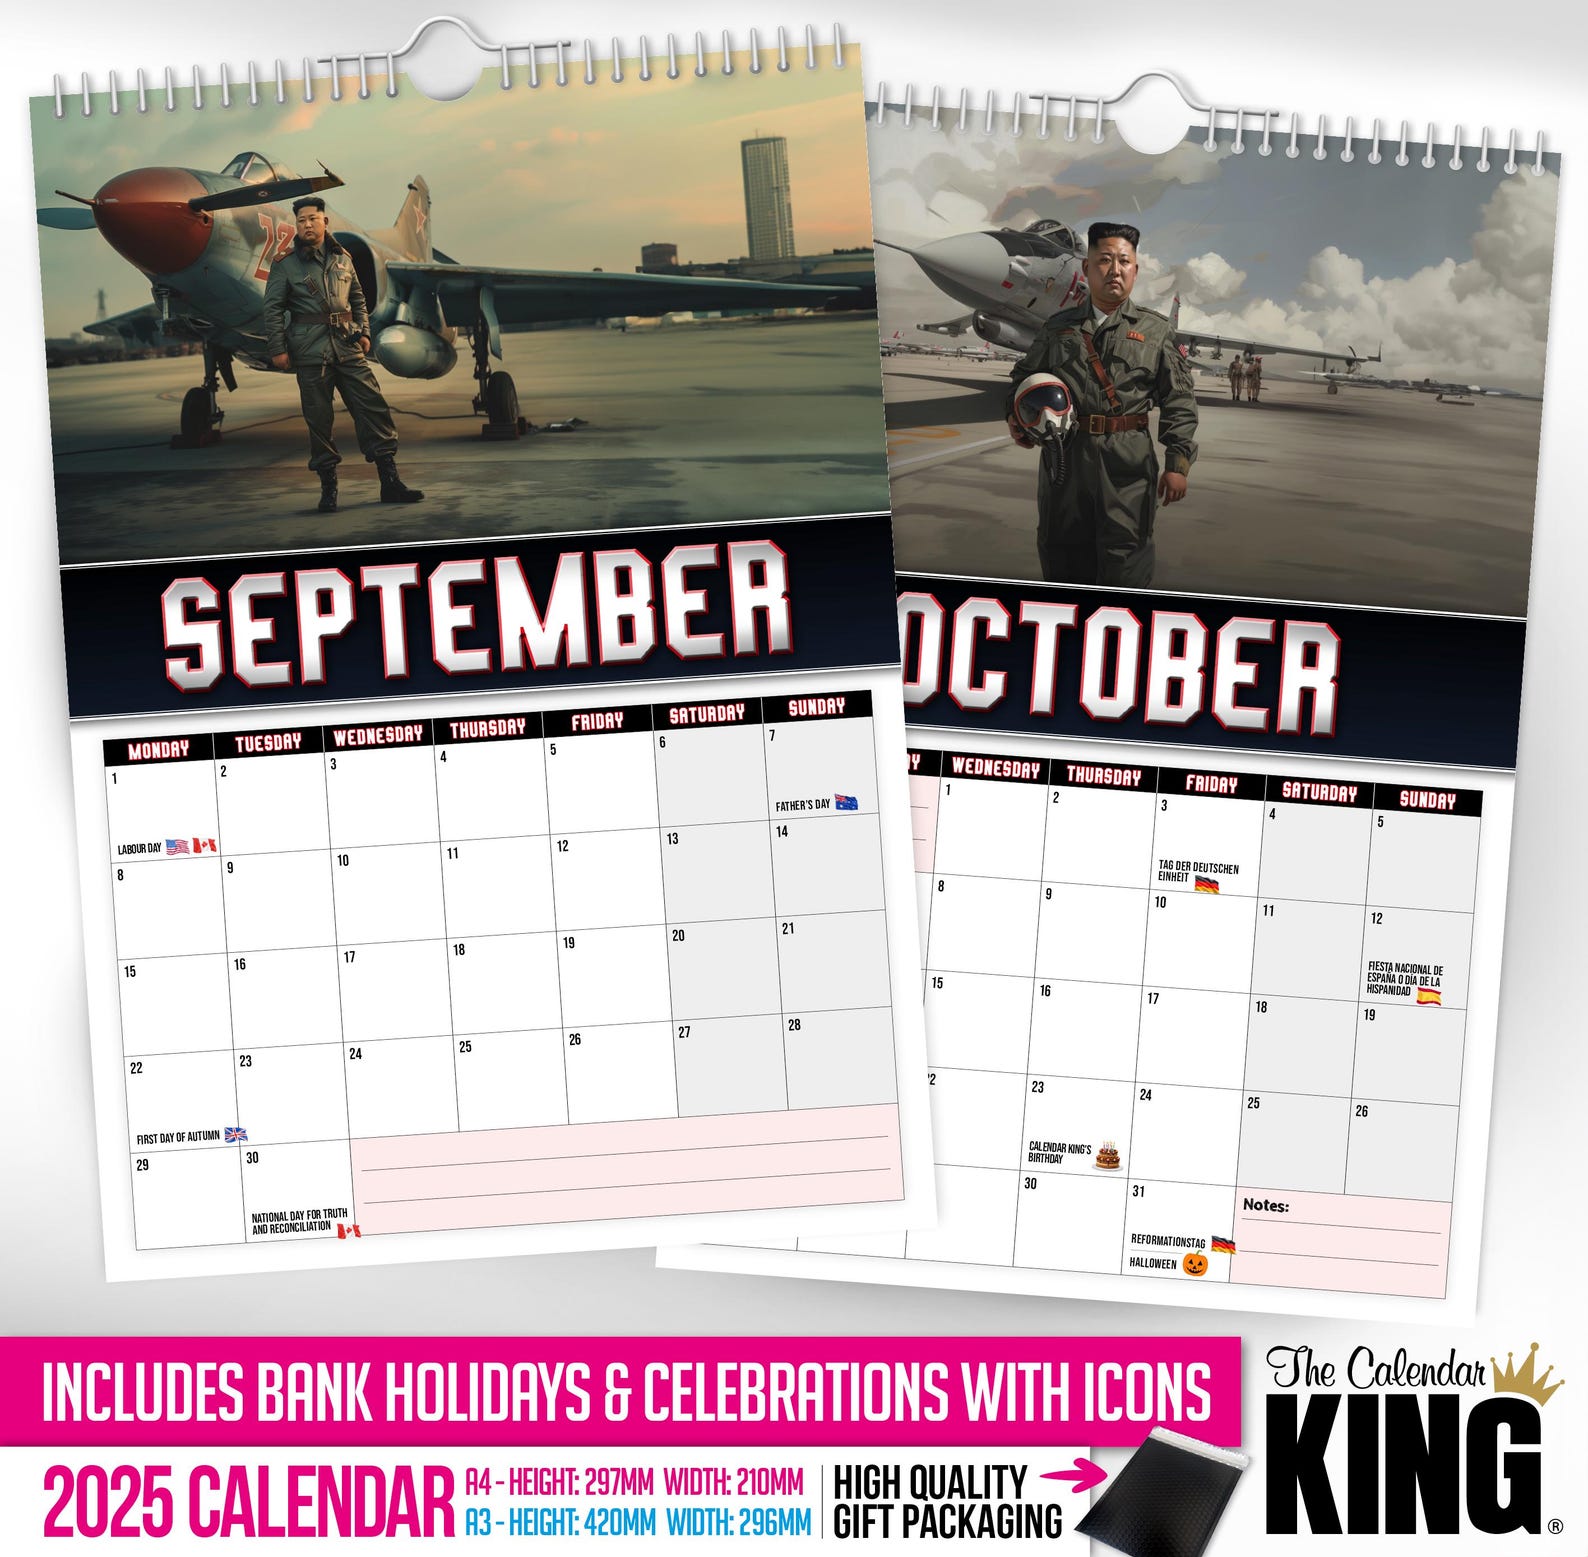 SEPTEMBER
MONDAY TUESDAY WEDNESDAY THURSDAY FRIDAY SATURDAY SUNDAY
1 2 3 4 5 6 7
LABOUR DAY
FATHER'S DAY
8 9 10 11 12 13 14
15 16 17 18 19 20 21
22 23 24 25 26 27 28
FIRST DAY OF AUTUMN
29 30
NATIONAL DAY FOR TRUTH
AND RECONCILIATION
OCTOBER
WEDNESDAY THURSDAY FRIDAY SATURDAY SUNDAY
1 2 3 4 5
TAG DER DEUTSCHEN
EINHEIT
8 9 10 11 12
FIESTA NACIONAL DE
ESPAÑA O DÍA DE LA
HISPANIDAD
15 16 17 18 19
23 24 25 26
CALENDAR KING'S
BIRTHDAY
30 31
REFORMATIONSTAG
HALLOWEEN
Notes:
INCLUDES BANK HOLIDAYS & CELEBRATIONS WITH ICONS
2025 CALENDAR
A4 - HEIGHT: 297MM WIDTH: 210MM
A3 - HEIGHT: 420MM WIDTH: 296MM
HIGH QUALITY
GIFT PACKAGING
The Calendar
KING®